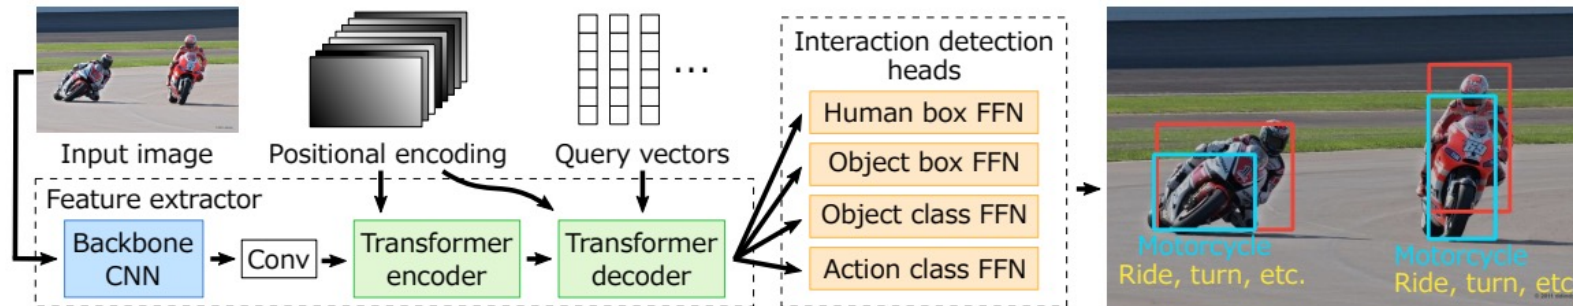 Input image
Positional encoding
Query vectors
...
Feature extractor
Backbone
CNN
Conv
Transformer
encoder
Transformer
decoder
Interaction detection
heads
Human box FFN
Object box FFN
Object class FFN
Action class FFN
Motorcycle
Ride, turn, etc.
Motorcycle
Ride, turn, etc